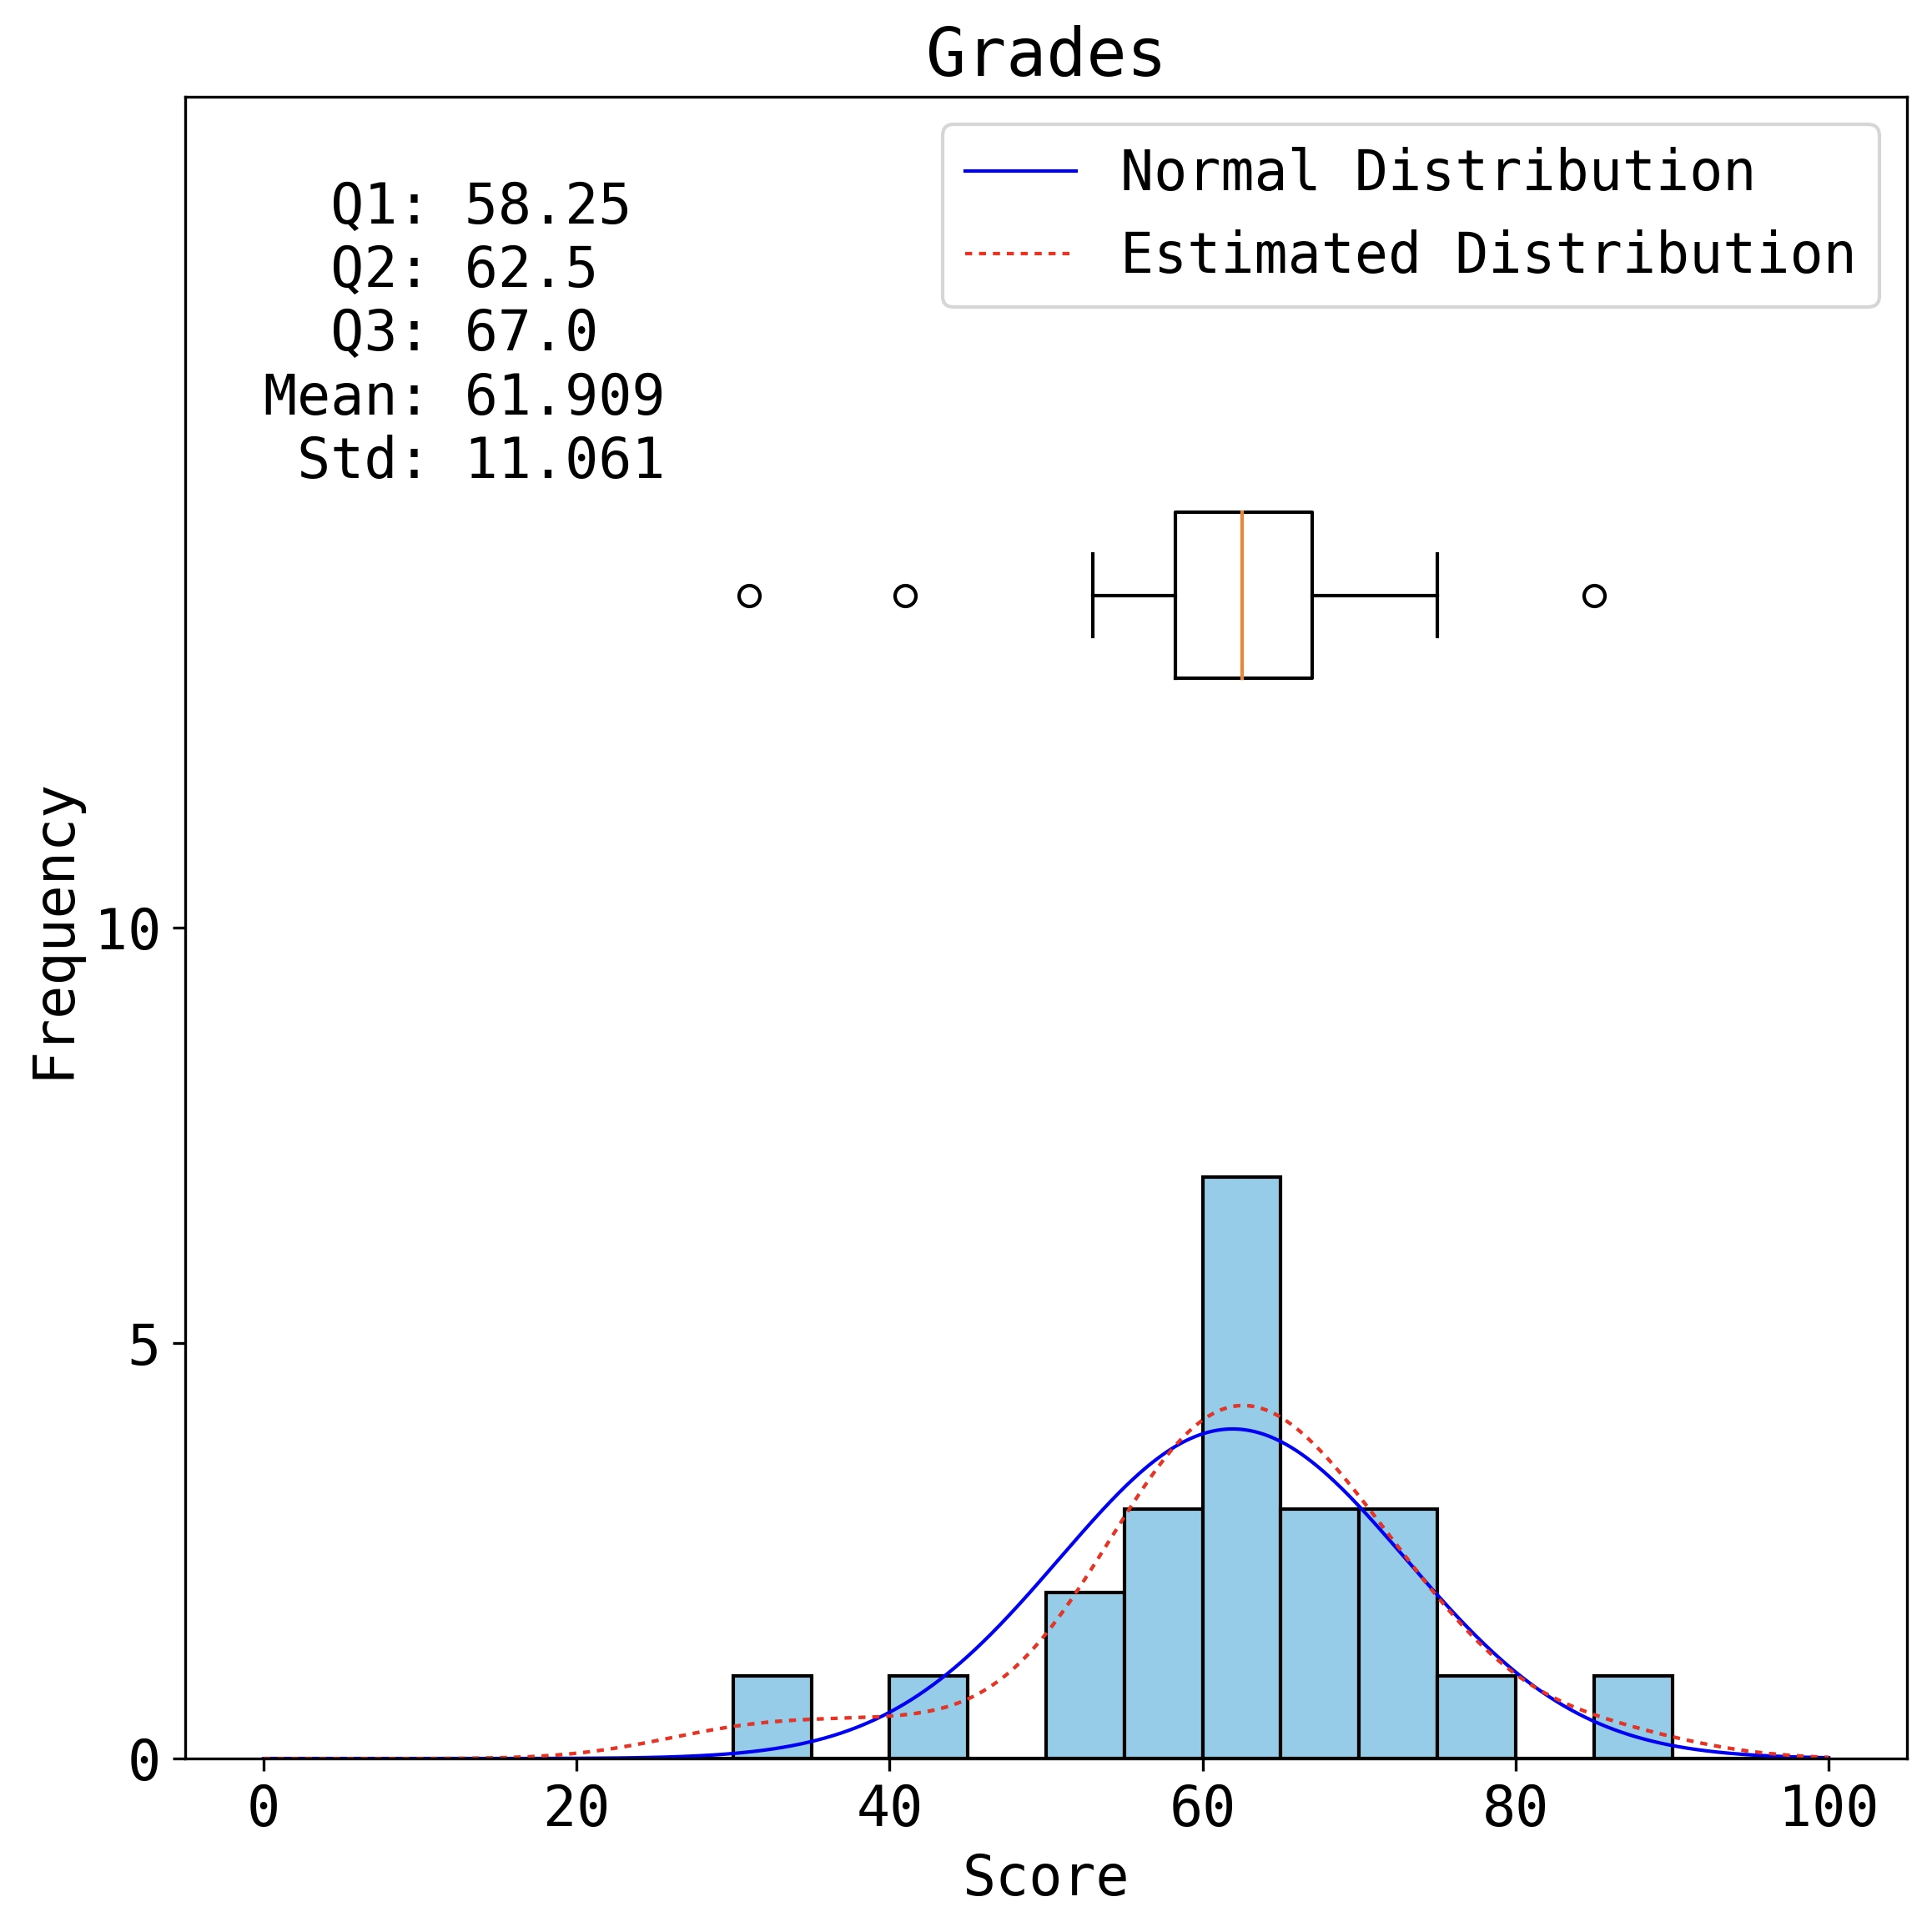 Grades
Normal Distribution
Estimated Distribution
Q1: 58.25
Q2: 62.5
Q3: 67.0
Mean: 61.909
Std: 11.061
Frequency
10
5
0
0 20 40 60 80 100
Score